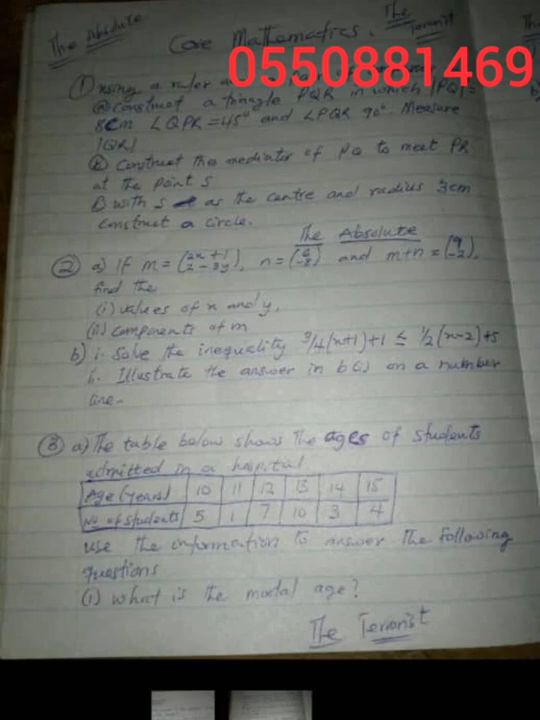 The Absolute
Core Mathematics.
The Terrorist
0550881469
① Using a ruler
ⓐ Construct a triangle PQR in which |PQ| =
8cm ∠QPR = 45° and ∠PQR 90°. Measure
|QR|
ⓑ Construct the mediator of PQ to meet PR
at the point S
with S as the centre and radius 3cm
Construct a circle.
The Absolute
② a) If m = (2x + 1 / 2 - 3y), n = (6 / -8) and m+n = (9 / -2),
find the
(i) values of x and y,
(ii) components of m
b) i. Solve the inequality 3/4(x+1)+1 ≤ 1/2(x-2)+5
ii. Illustrate the answer in b(i) on a number
line.
③ a) The table below shows the ages of students
admitted in a hospital
Age (years) 10 11 12 13 14 15
No. of students 5 1 7 10 3 4
use the information to answer the following
questions
(i) what is the modal age?
The Terrorist